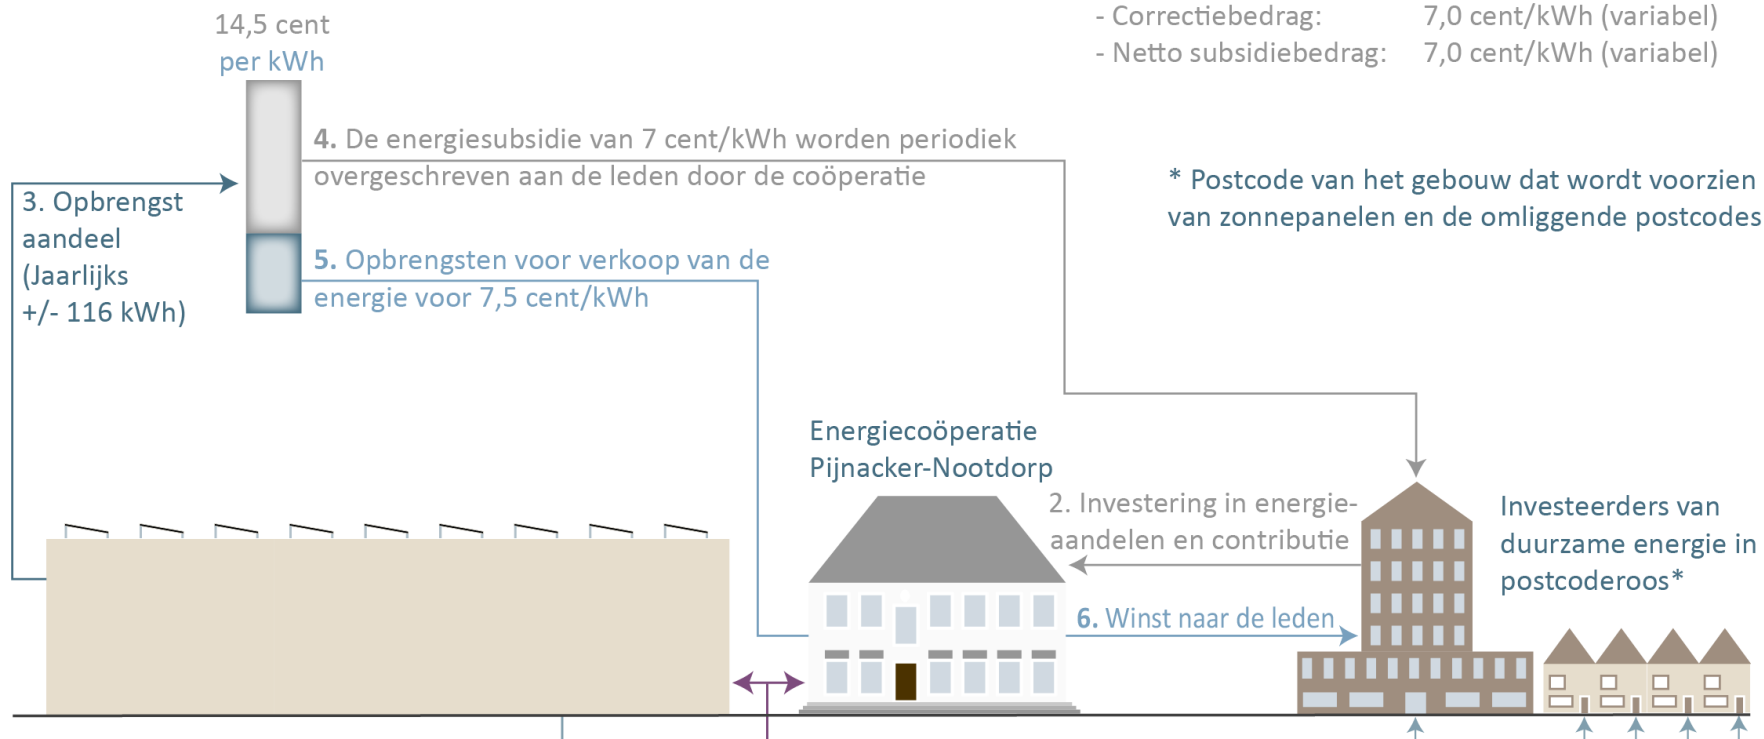 14,5 cent
per kWh
- Correctiebedrag: 7,0 cent/kWh (variabel)
- Netto subsidiebedrag: 7,0 cent/kWh (variabel)
4. De energiesubsidie van 7 cent/kWh worden periodiek
overgeschreven aan de leden door de coöperatie
* Postcode van het gebouw dat wordt voorzien
van zonnepanelen en de omliggende postcodes
3. Opbrengst
aandeel
(Jaarlijks
+/- 116 kWh)
5. Opbrengsten voor verkoop van de
energie voor 7,5 cent/kWh
Energiecoöperatie
Pijnacker-Nootdorp
2. Investering in energie-
aandelen en contributie
Investeerders van
duurzame energie in
postcoderoos*
6. Winst naar de leden